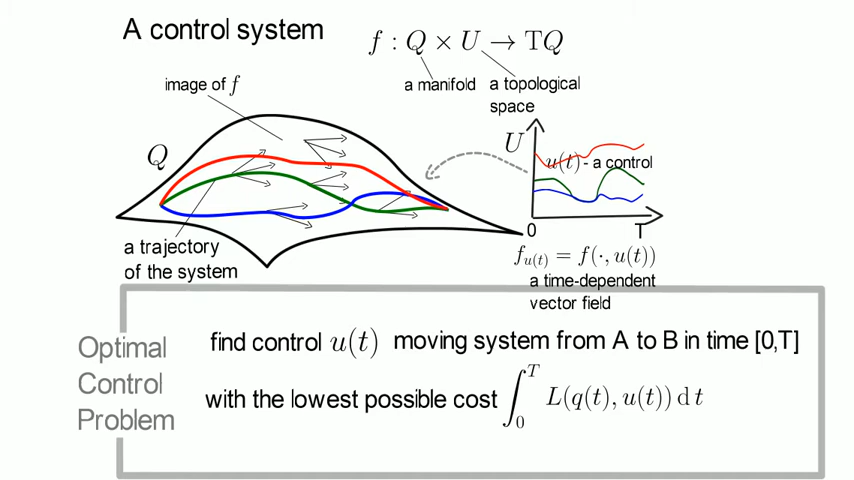 A control system
f : Q × U → TQ
image of f
a manifold
a topological
space
Q
U
u(t) - a control
0
T
a trajectory
of the system
f_{u(t)} = f(·, u(t))
a time-dependent
vector field
Optimal
Control
Problem
find control u(t) moving system from A to B in time [0,T]
with the lowest possible cost ∫_0^T L(q(t), u(t)) d t